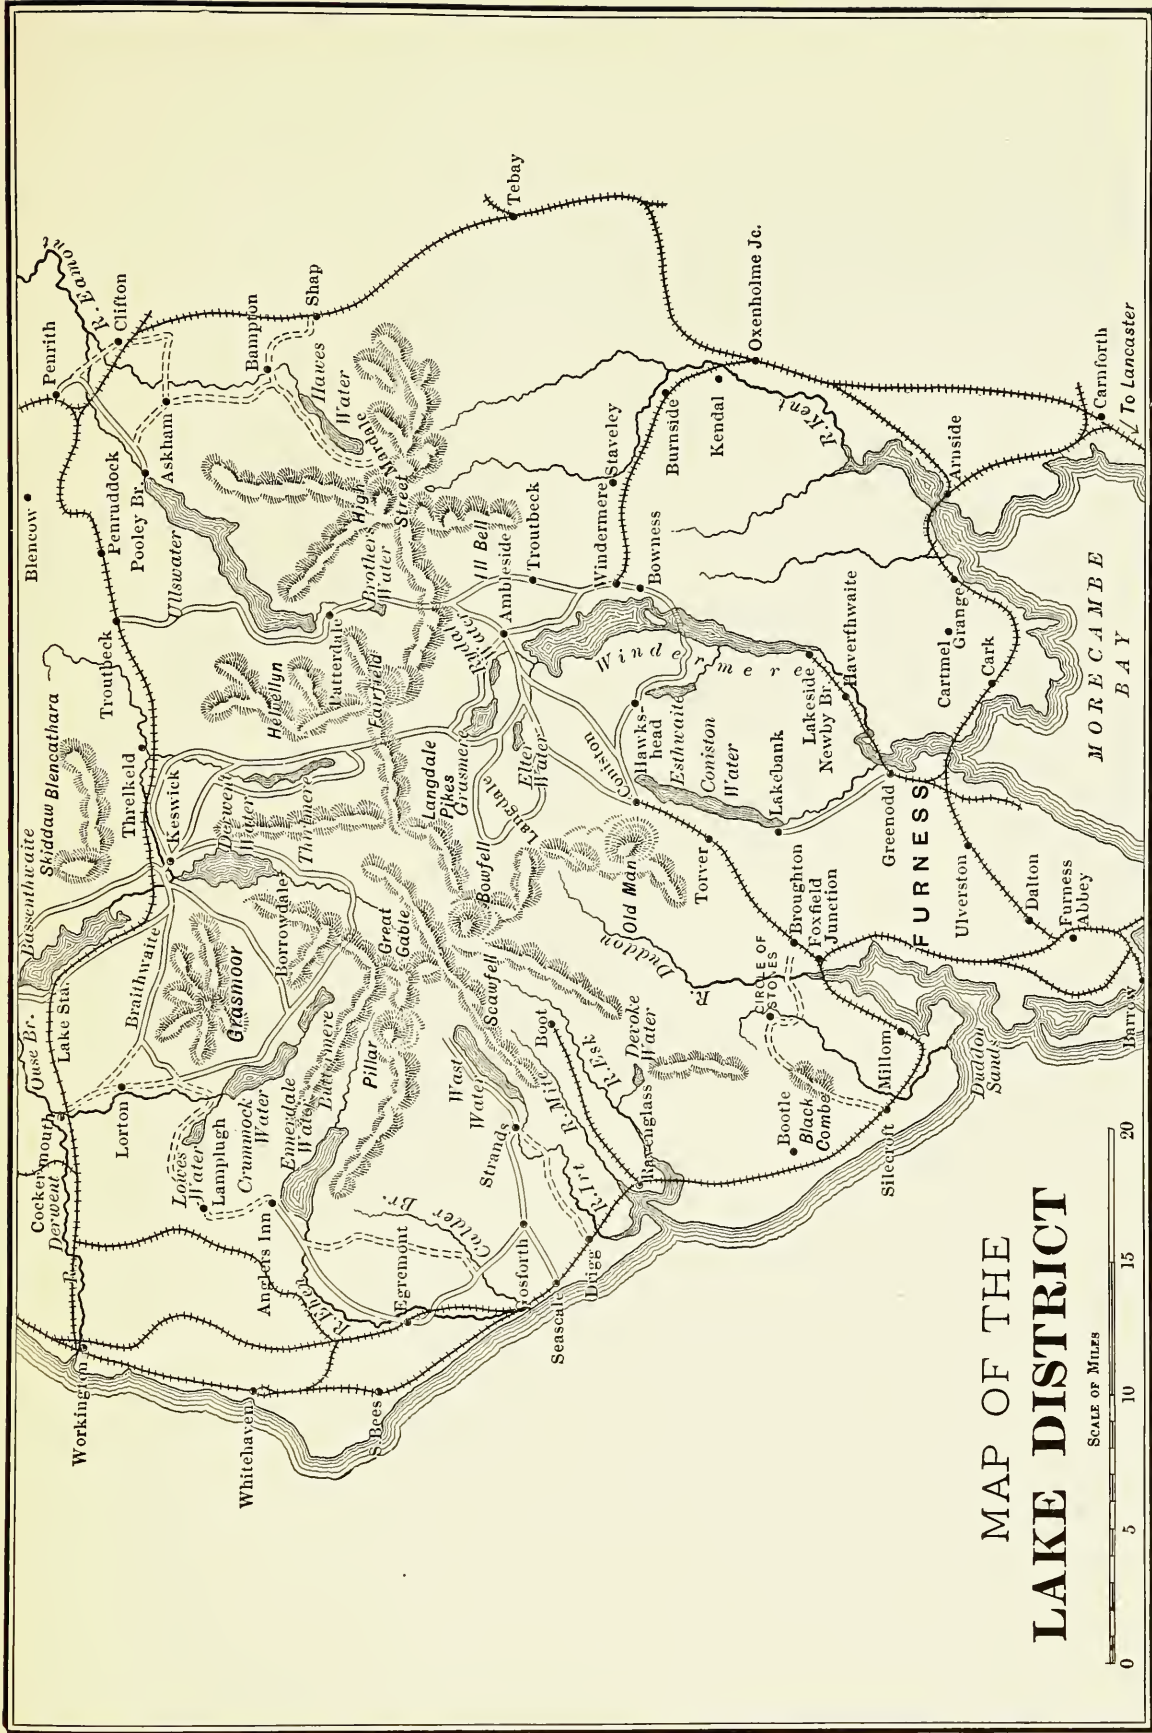 MAP OF THE
LAKE DISTRICT
SCALE OF MILES
0 5 10 15 20
Workington
Whitehaven
S. Bees
Cockermouth
R. Derwent
Ouse Br.
Lake Sta.
Bassenthwaite
Skiddaw
Blencathara
Threlkeld
Troutbeck
Penruddock
Blencow
Penrith
R. Eamont
Clifton
Lorton
Braithwaite
Keswick
Pooley Br.
Askham
Bampton
Shap
Lowes
Water
Lamplugh
Crummock
Water
Grasmoor
Derwent
Water
Thirlmere
Helvellyn
Ullswater
Patterdale
Hawes
Water
Mardale
Anglers Inn
Ennerdale
Water
Buttermere
Borrowdale
Fairfield
Brothers
Water
High
Street
R. Ehen
Egremont
Pillar
Great
Gable
Langdale
Pikes
Grasmere
Rydal
Water
Ill Bell
Calder Br.
Strands
Wast
Water
Scawfell
Bowfell
Langdale
Elter
Water
Ambleside
Troutbeck
Tebay
Gosforth
Seascale
Drigg
R. Irt
R. Mite
Boot
R. Esk
Devoke
Water
Ravenglass
R. Duddon
Old Man
Coniston
Coniston
Water
Hawks-
head
Esthwaite
Windermere
Windermere
Bowness
Staveley
Burnside
Kendal
Oxenholme Jc.
R. Kent
Torver
Lakebank
Lakeside
Newby Br.
Haverthwaite
Bootle
Black
Combe
CIRCLE OF
STONES
Broughton
Foxfield
Junction
Silecroft
Millom
Duddon
Sands
Greenodd
FURNESS
Ulverston
Dalton
Furness
Abbey
Barrow
Cartmel
Grange
Cark
Arnside
Carnforth
To Lancaster
MORECAMBE
BAY